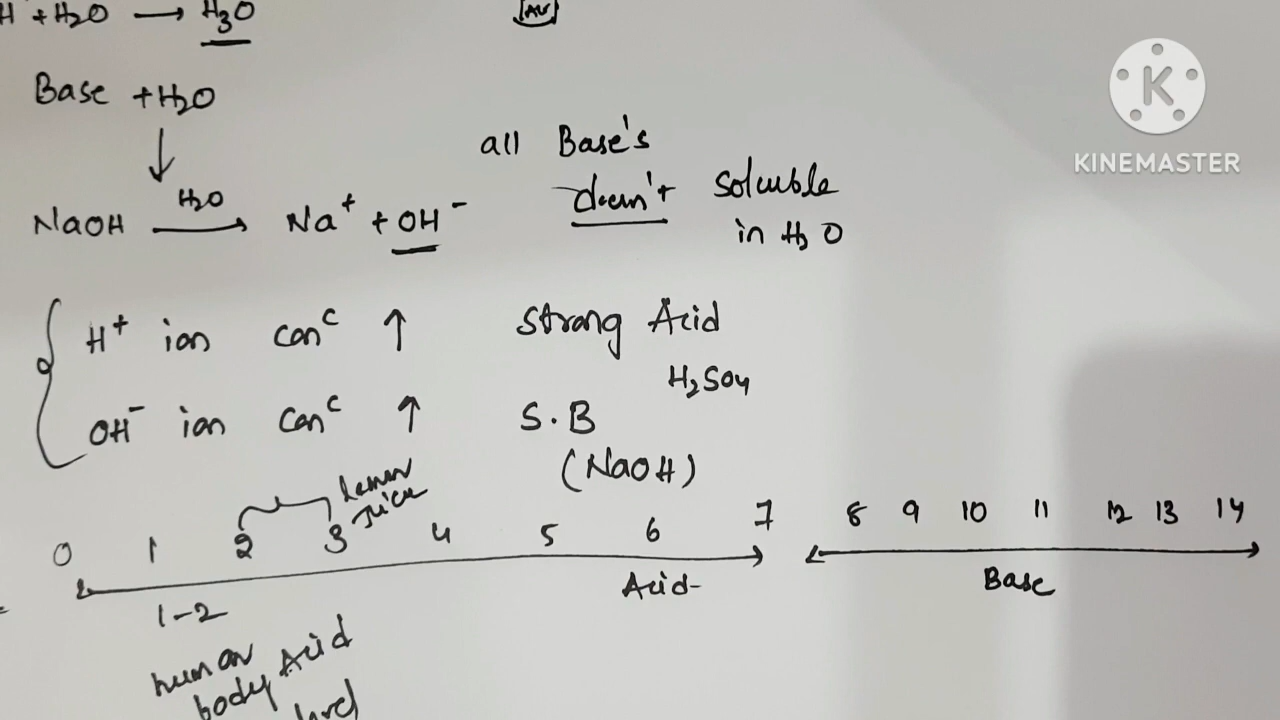 H + H2O → H3O
AV
Base + H2O
↓
NaOH —H2O→ Na⁺ + OH⁻
all Base's
doesn't soluble
in H2O
H⁺ ion conᶜ ↑ Strong Acid
H2SO4
OH⁻ ion conᶜ ↑ S.B
(NaOH)
lemon
Juice
0 1 2 3 4 5 6 7 8 9 10 11 12 13 14
Acid Base
1-2
human
body Acid
level
KINEMASTER